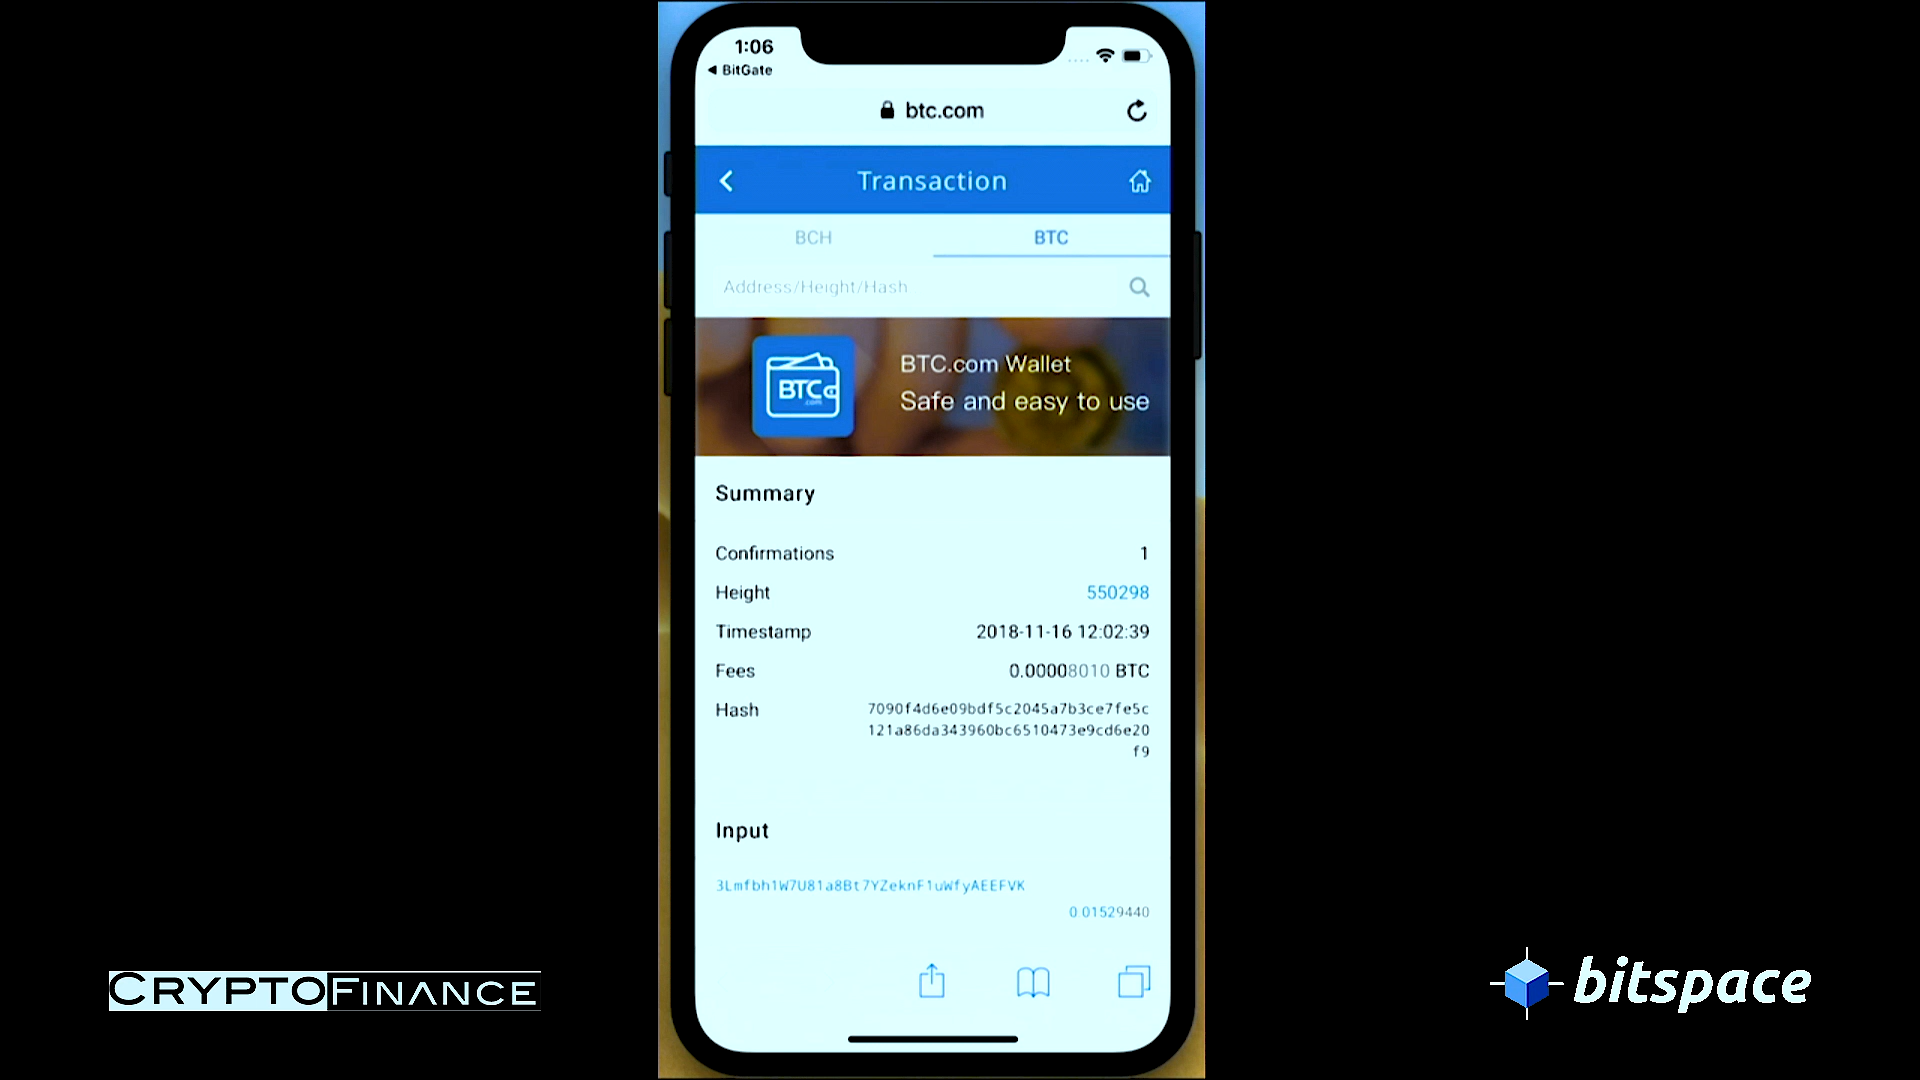 1:06
BitGate
btc.com
Transaction
BCH
BTC
Address/Height/Hash
BTC
.com
BTC.com Wallet
Safe and easy to use
Summary
Confirmations 1
Height 550298
Timestamp 2018-11-16 12:02:39
Fees 0.00008010 BTC
Hash 7090f4d6e09bdf5c2045a7b3ce7fe5c
121a86da343960bc6510473e9cd6e20
f9
Input
3Lmfbh1W7U81a8Bt7YZeknF1uWfyAEEFVK
0.01529440
CRYPTOFINANCE
bitspace